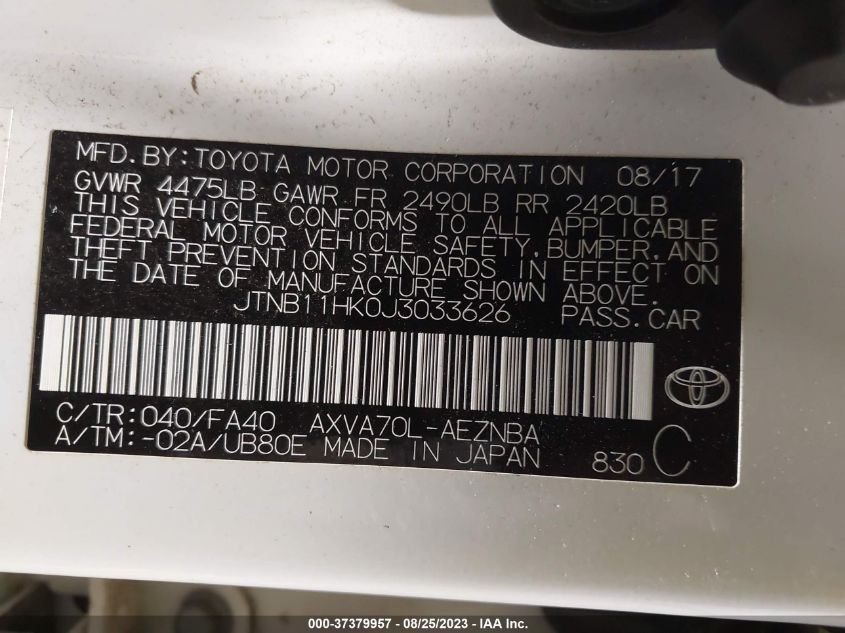 MFD.BY:TOYOTA MOTOR CORPORATION 08/17
GVWR 4475LB GAWR FR 2490LB RR 2420LB
THIS VEHICLE CONFORMS TO ALL APPLICABLE
FEDERAL MOTOR VEHICLE SAFETY,BUMPER,AND
THEFT PREVENTION STANDARDS IN EFFECT ON
THE DATE OF MANUFACTURE SHOWN ABOVE.
JTNB11HK0J3033626 PASS.CAR
C/TR:040/FA40 AXVA70L-AEZNBA
A/TM:-02A/UB80E MADE IN JAPAN 830 C
000-37379957 - 08/25/2023 - IAA Inc.